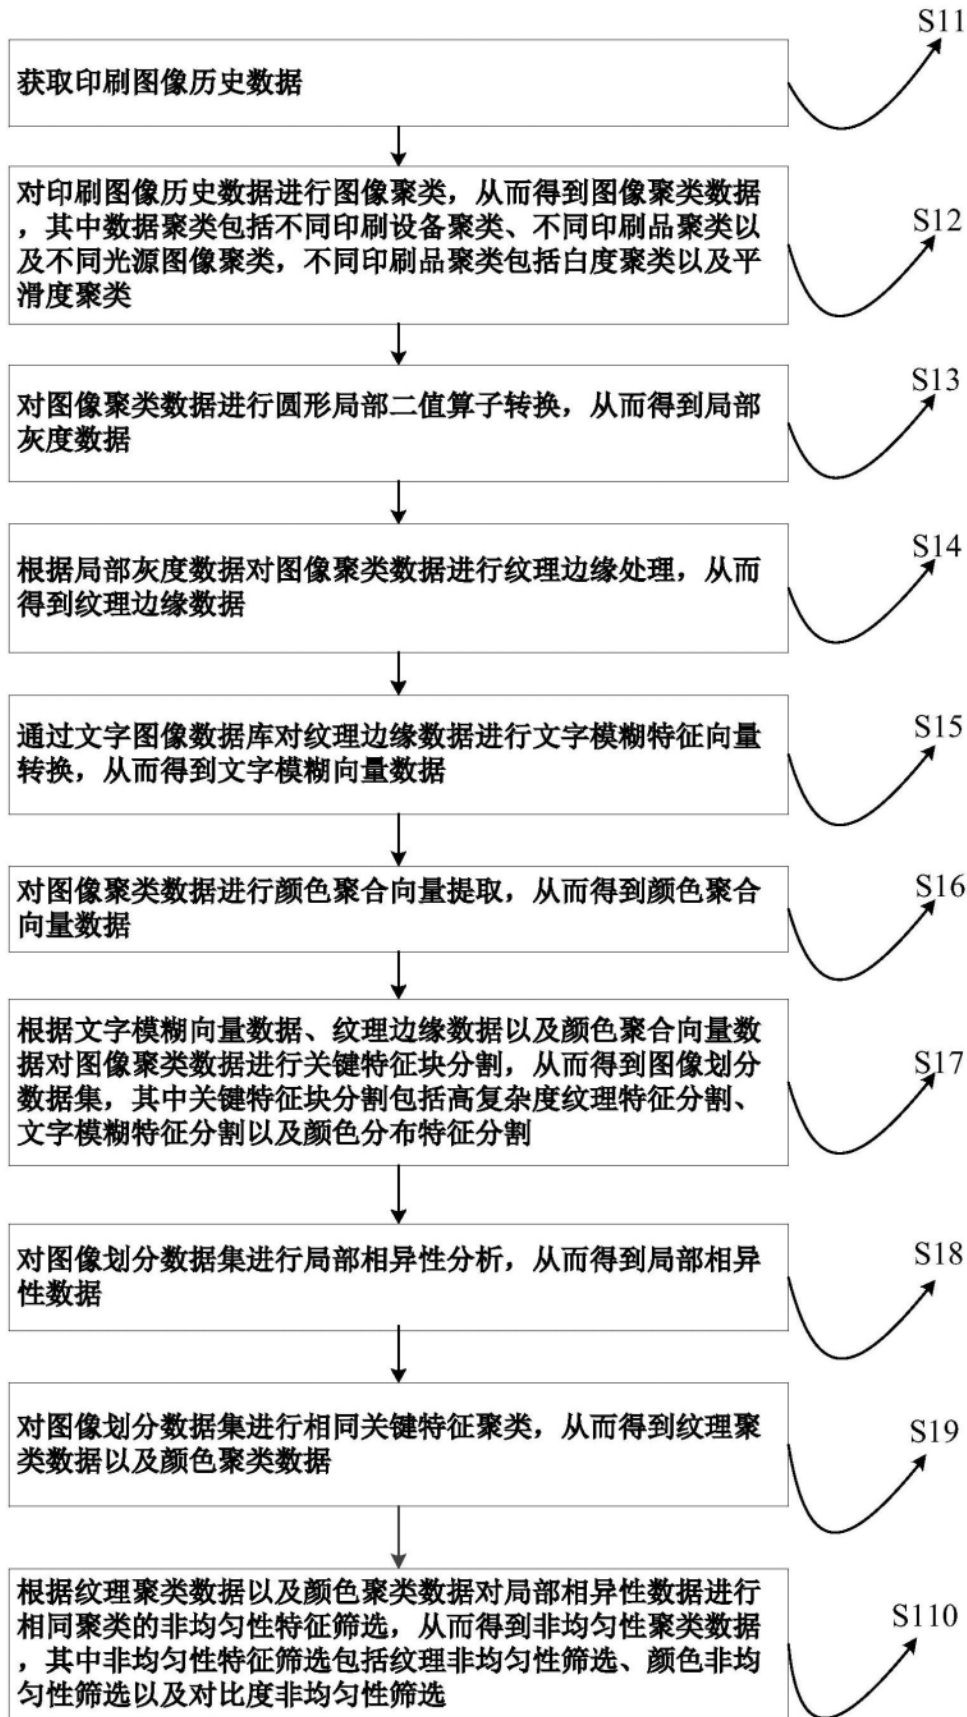 S11
获取印刷图像历史数据
对印刷图像历史数据进行图像聚类，从而得到图像聚类数据
，其中数据聚类包括不同印刷设备聚类、不同印刷品聚类以
及不同光源图像聚类，不同印刷品聚类包括白度聚类以及平
滑度聚类
S12
对图像聚类数据进行圆形局部二值算子转换，从而得到局部
灰度数据
S13
根据局部灰度数据对图像聚类数据进行纹理边缘处理，从而
得到纹理边缘数据
S14
通过文字图像数据库对纹理边缘数据进行文字模糊特征向量
转换，从而得到文字模糊向量数据
S15
对图像聚类数据进行颜色聚合向量提取，从而得到颜色聚合
向量数据
S16
根据文字模糊向量数据、纹理边缘数据以及颜色聚合向量数
据对图像聚类数据进行关键特征块分割，从而得到图像划分
数据集，其中关键特征块分割包括高复杂度纹理特征分割、
文字模糊特征分割以及颜色分布特征分割
S17
对图像划分数据集进行局部相异性分析，从而得到局部相异
性数据
S18
对图像划分数据集进行相同关键特征聚类，从而得到纹理聚
类数据以及颜色聚类数据
S19
根据纹理聚类数据以及颜色聚类数据对局部相异性数据进行
相同聚类的非均匀性特征筛选，从而得到非均匀性聚类数据
，其中非均匀性特征筛选包括纹理非均匀性筛选、颜色非均
匀性筛选以及对比度非均匀性筛选
S110